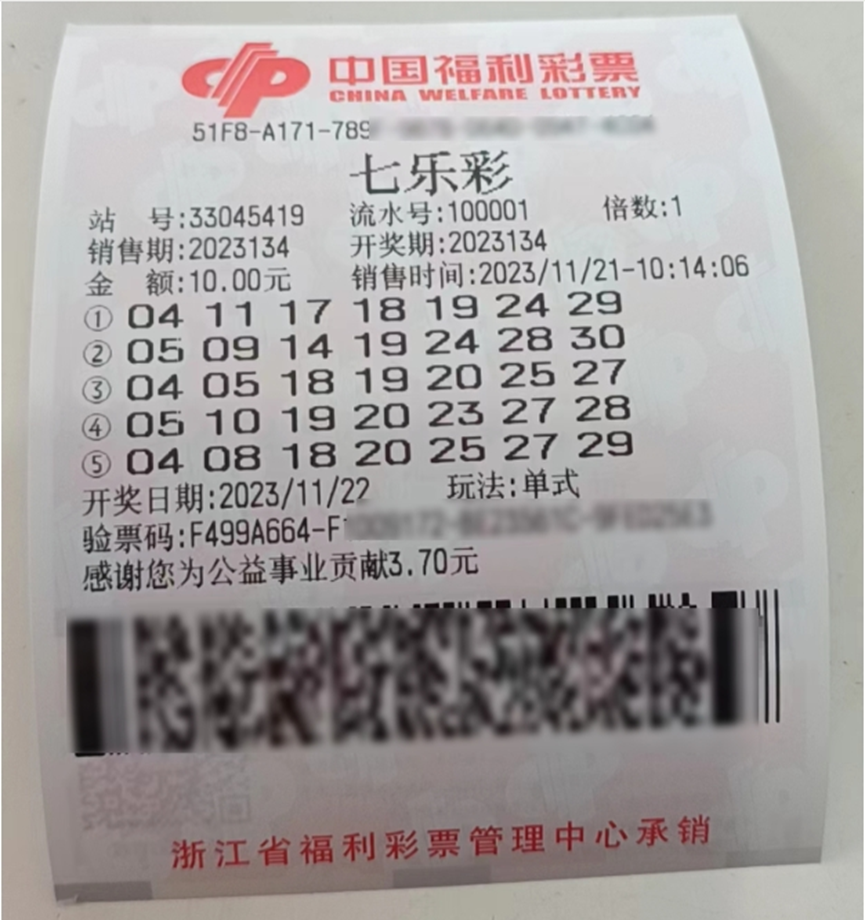 中国福利彩票
CHINA WELFARE LOTTERY
51F8-A171-789
七乐彩
站 号:33045419 流水号:100001 倍数:1
销售期:2023134 开奖期:2023134
金 额:10.00元 销售时间:2023/11/21-10:14:06
① 04 11 17 18 19 24 29
② 05 09 14 19 24 28 30
③ 04 05 18 19 20 25 27
④ 05 10 19 20 23 27 28
⑤ 04 08 18 20 25 27 29
开奖日期:2023/11/22 玩法:单式
验票码:F499A664-F
感谢您为公益事业贡献3.70元
浙江省福利彩票管理中心承销